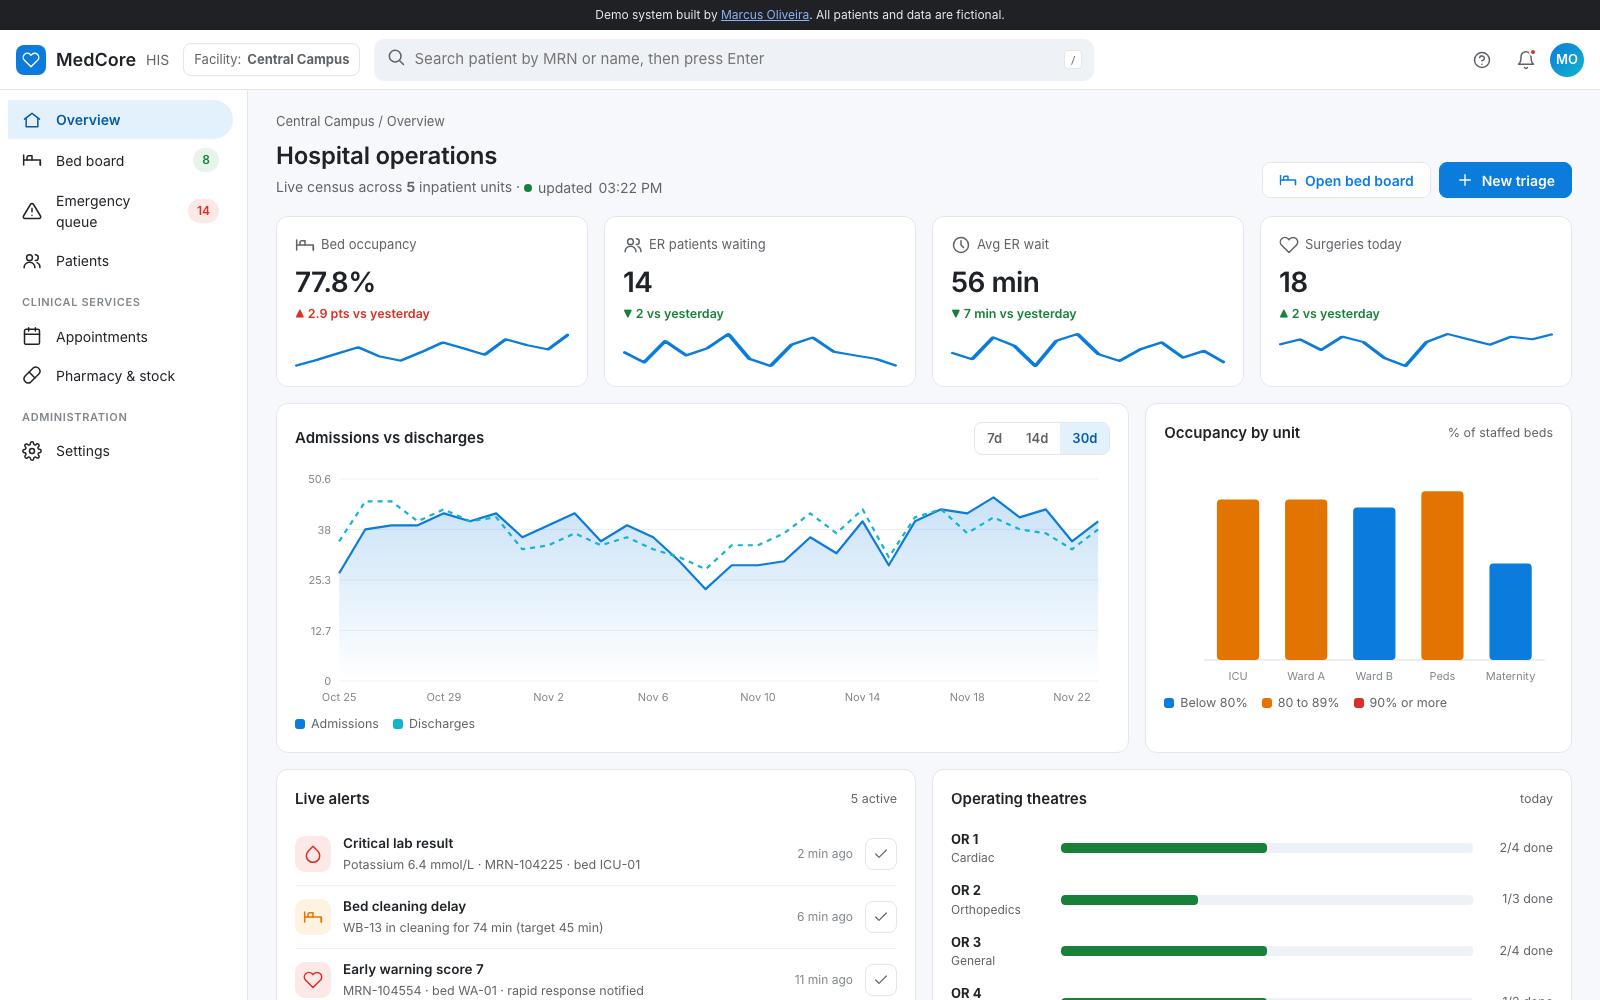 Demo system built by Marcus Oliveira. All patients and data are fictional.
MedCore HIS
Facility: Central Campus
Search patient by MRN or name, then press Enter
/
MO
Overview
Bed board 8
Emergency queue 14
Patients
CLINICAL SERVICES
Appointments
Pharmacy & stock
ADMINISTRATION
Settings
Central Campus / Overview
Hospital operations
Live census across 5 inpatient units · updated 03:22 PM
Open bed board
New triage
Bed occupancy
77.8%
▲ 2.9 pts vs yesterday
ER patients waiting
14
▼ 2 vs yesterday
Avg ER wait
56 min
▼ 7 min vs yesterday
Surgeries today
18
▲ 2 vs yesterday
Admissions vs discharges
7d 14d 30d
50.6
38
25.3
12.7
0
Oct 25 Oct 29 Nov 2 Nov 6 Nov 10 Nov 14 Nov 18 Nov 22
Admissions Discharges
Occupancy by unit
% of staffed beds
ICU Ward A Ward B Peds Maternity
Below 80% 80 to 89% 90% or more
Live alerts
5 active
Critical lab result
Potassium 6.4 mmol/L · MRN-104225 · bed ICU-01
2 min ago
Bed cleaning delay
WB-13 in cleaning for 74 min (target 45 min)
6 min ago
Early warning score 7
MRN-104554 · bed WA-01 · rapid response notified
11 min ago
Operating theatres
today
OR 1
Cardiac
2/4 done
OR 2
Orthopedics
1/3 done
OR 3
General
2/4 done
OR 4